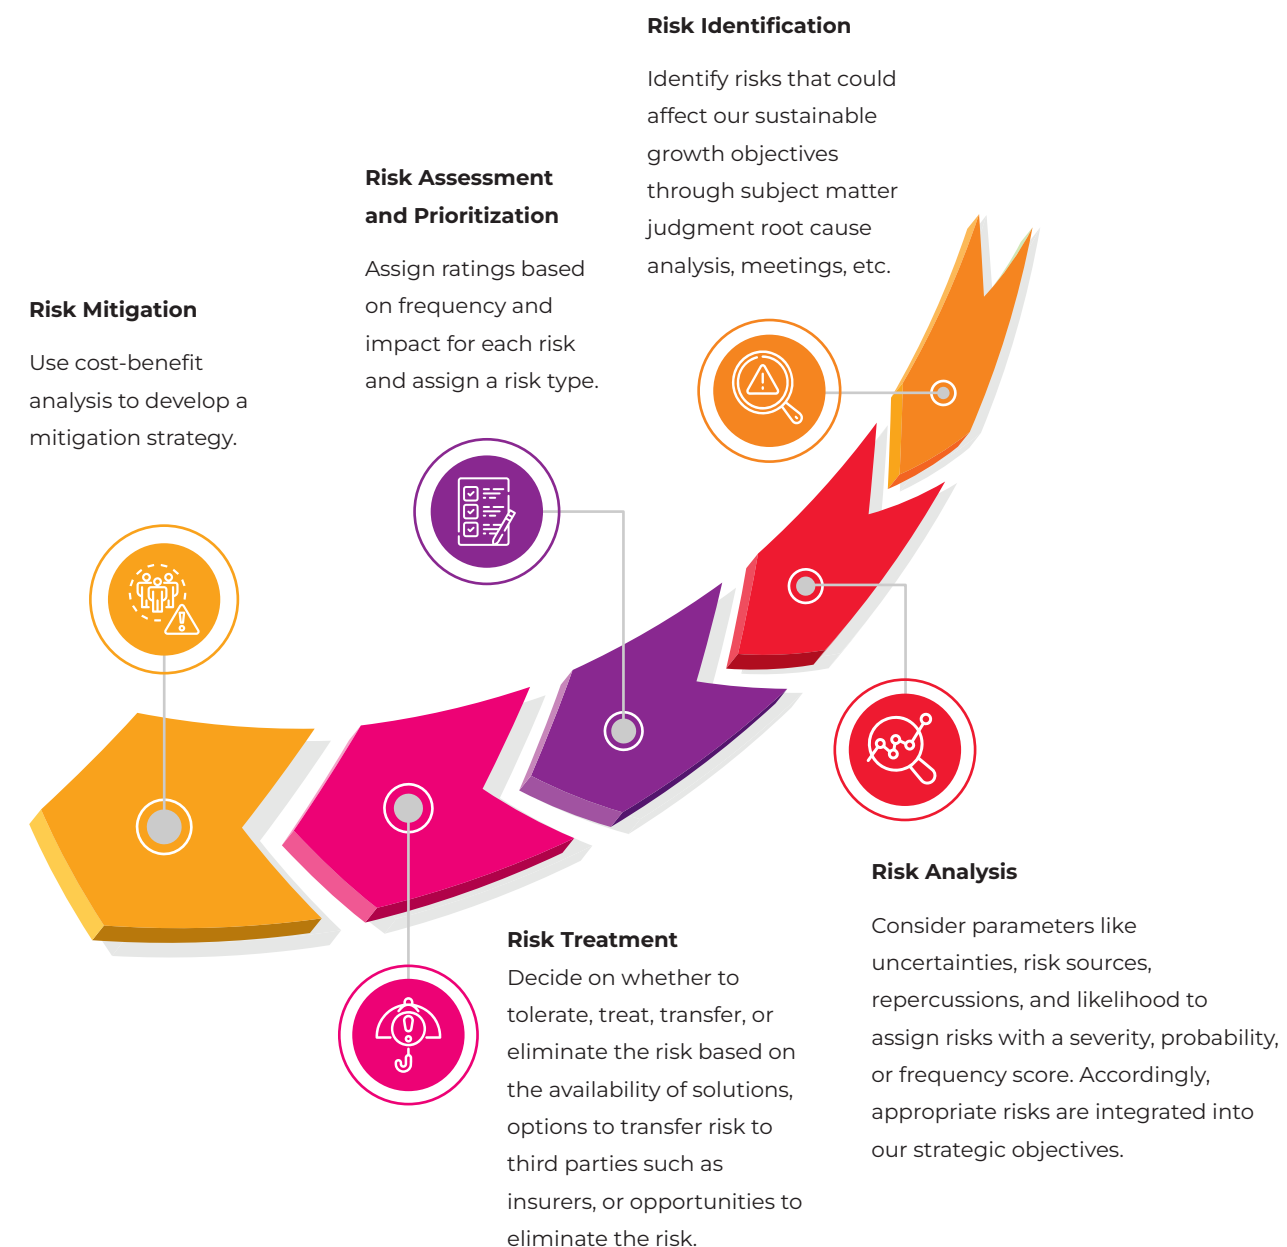 Risk Identification
Identify risks that could
affect our sustainable
growth objectives
through subject matter
judgment root cause
analysis, meetings, etc.
Risk Assessment
and Prioritization
Assign ratings based
on frequency and
impact for each risk
and assign a risk type.
Risk Mitigation
Use cost-benefit
analysis to develop a
mitigation strategy.
Risk Analysis
Consider parameters like
uncertainties, risk sources,
repercussions, and likelihood to
assign risks with a severity, probability,
or frequency score. Accordingly,
appropriate risks are integrated into
our strategic objectives.
Risk Treatment
Decide on whether to
tolerate, treat, transfer, or
eliminate the risk based on
the availability of solutions,
options to transfer risk to
third parties such as
insurers, or opportunities to
eliminate the risk.